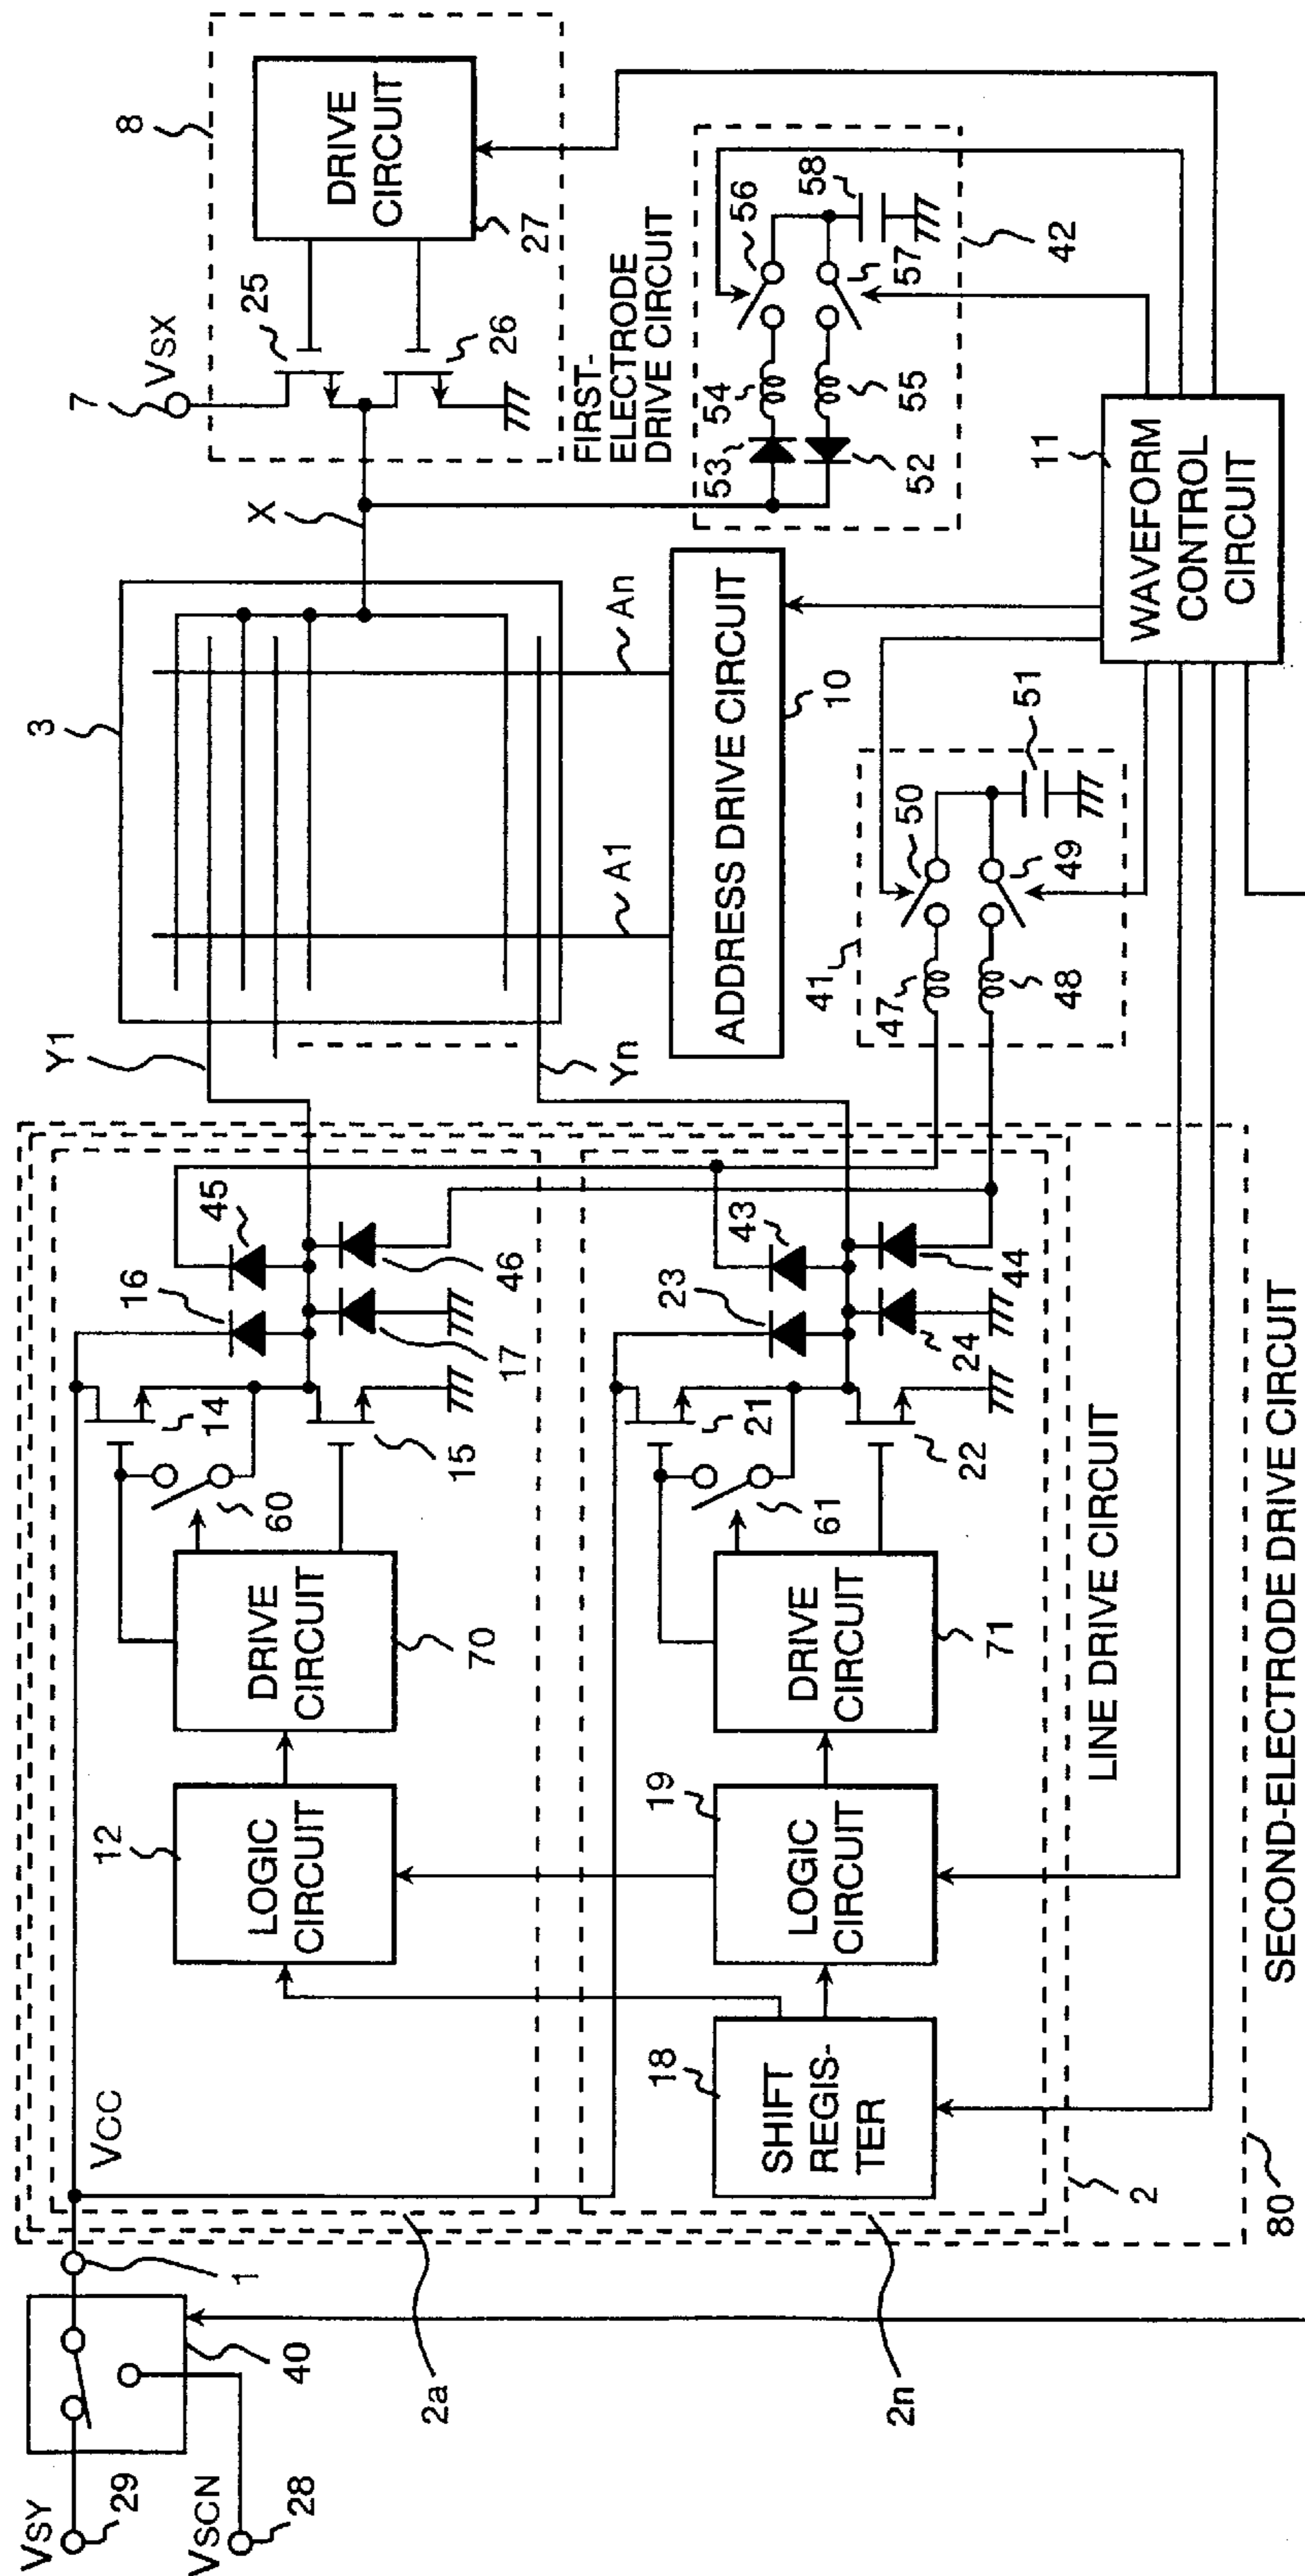 VSY
29
VSCN
28
40
1
VCC
2a
2n
80
2
SECOND-ELECTRODE DRIVE CIRCUIT
LINE DRIVE CIRCUIT
12
LOGIC
CIRCUIT
DRIVE
CIRCUIT
70
60
14
15
16
17
45
46
18
SHIFT
REGIS-
TER
19
LOGIC
CIRCUIT
DRIVE
CIRCUIT
71
61
21
22
23
24
43
44
Y1
Yn
3
A1
An
X
ADDRESS DRIVE CIRCUIT
10
41
47
48
50
49
51
7
VSX
8
25
26
DRIVE
CIRCUIT
27
FIRST-
ELECTRODE
DRIVE CIRCUIT
53
52
54
55
56
57
58
42
11
WAVEFORM
CONTROL
CIRCUIT